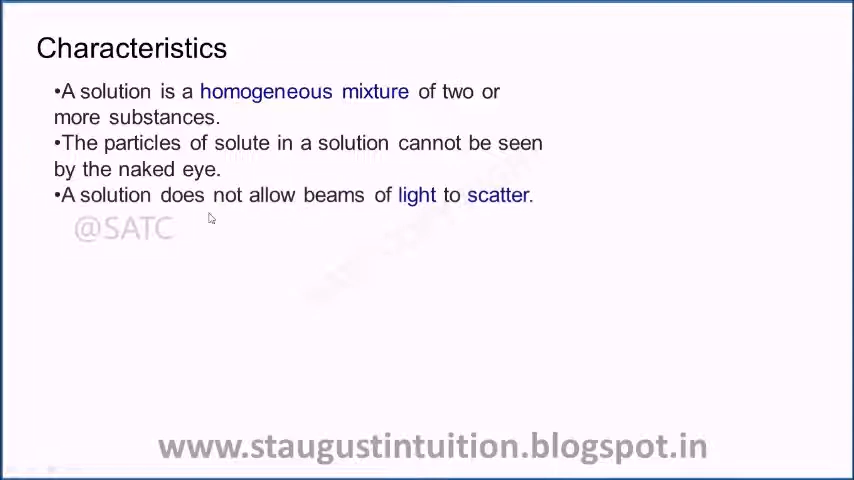 Characteristics
•A solution is a homogeneous mixture of two or
more substances.
•The particles of solute in a solution cannot be seen
by the naked eye.
•A solution does not allow beams of light to scatter.
@SATC
www.staugustintuition.blogspot.in